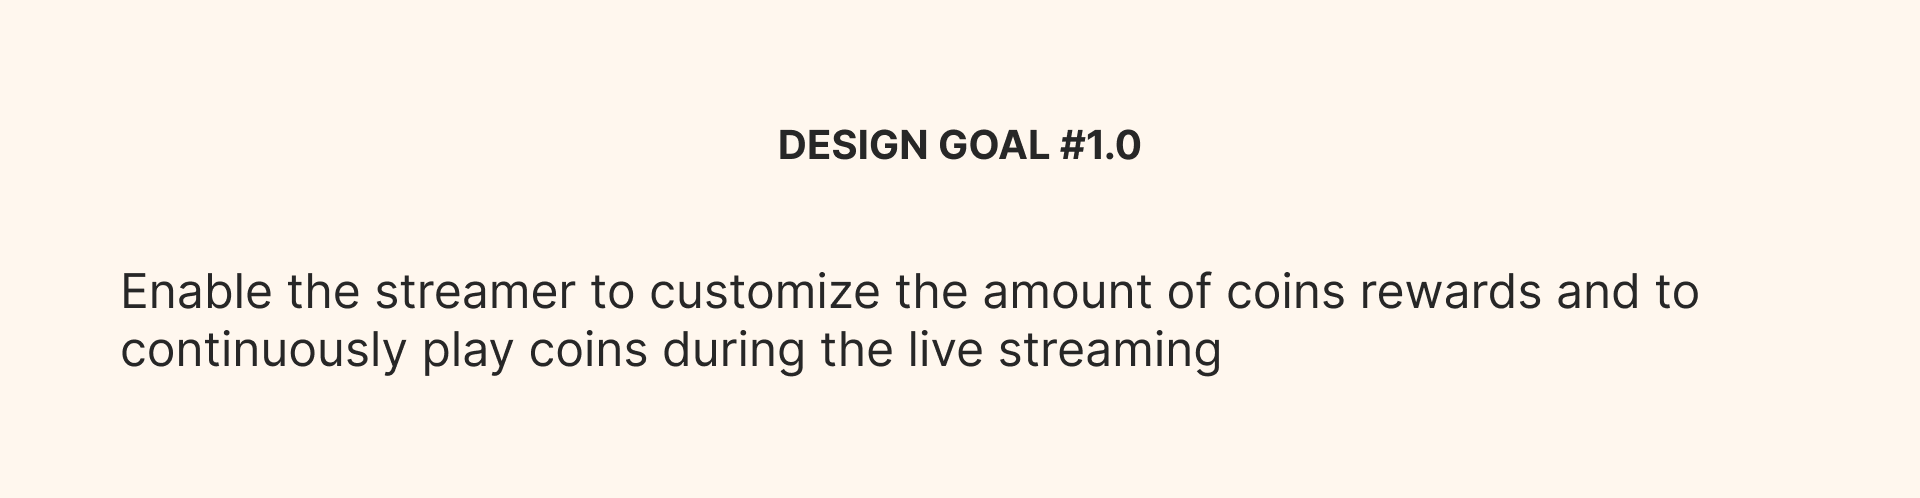 DESIGN GOAL #1.0
Enable the streamer to customize the amount of coins rewards and to
continuously play coins during the live streaming